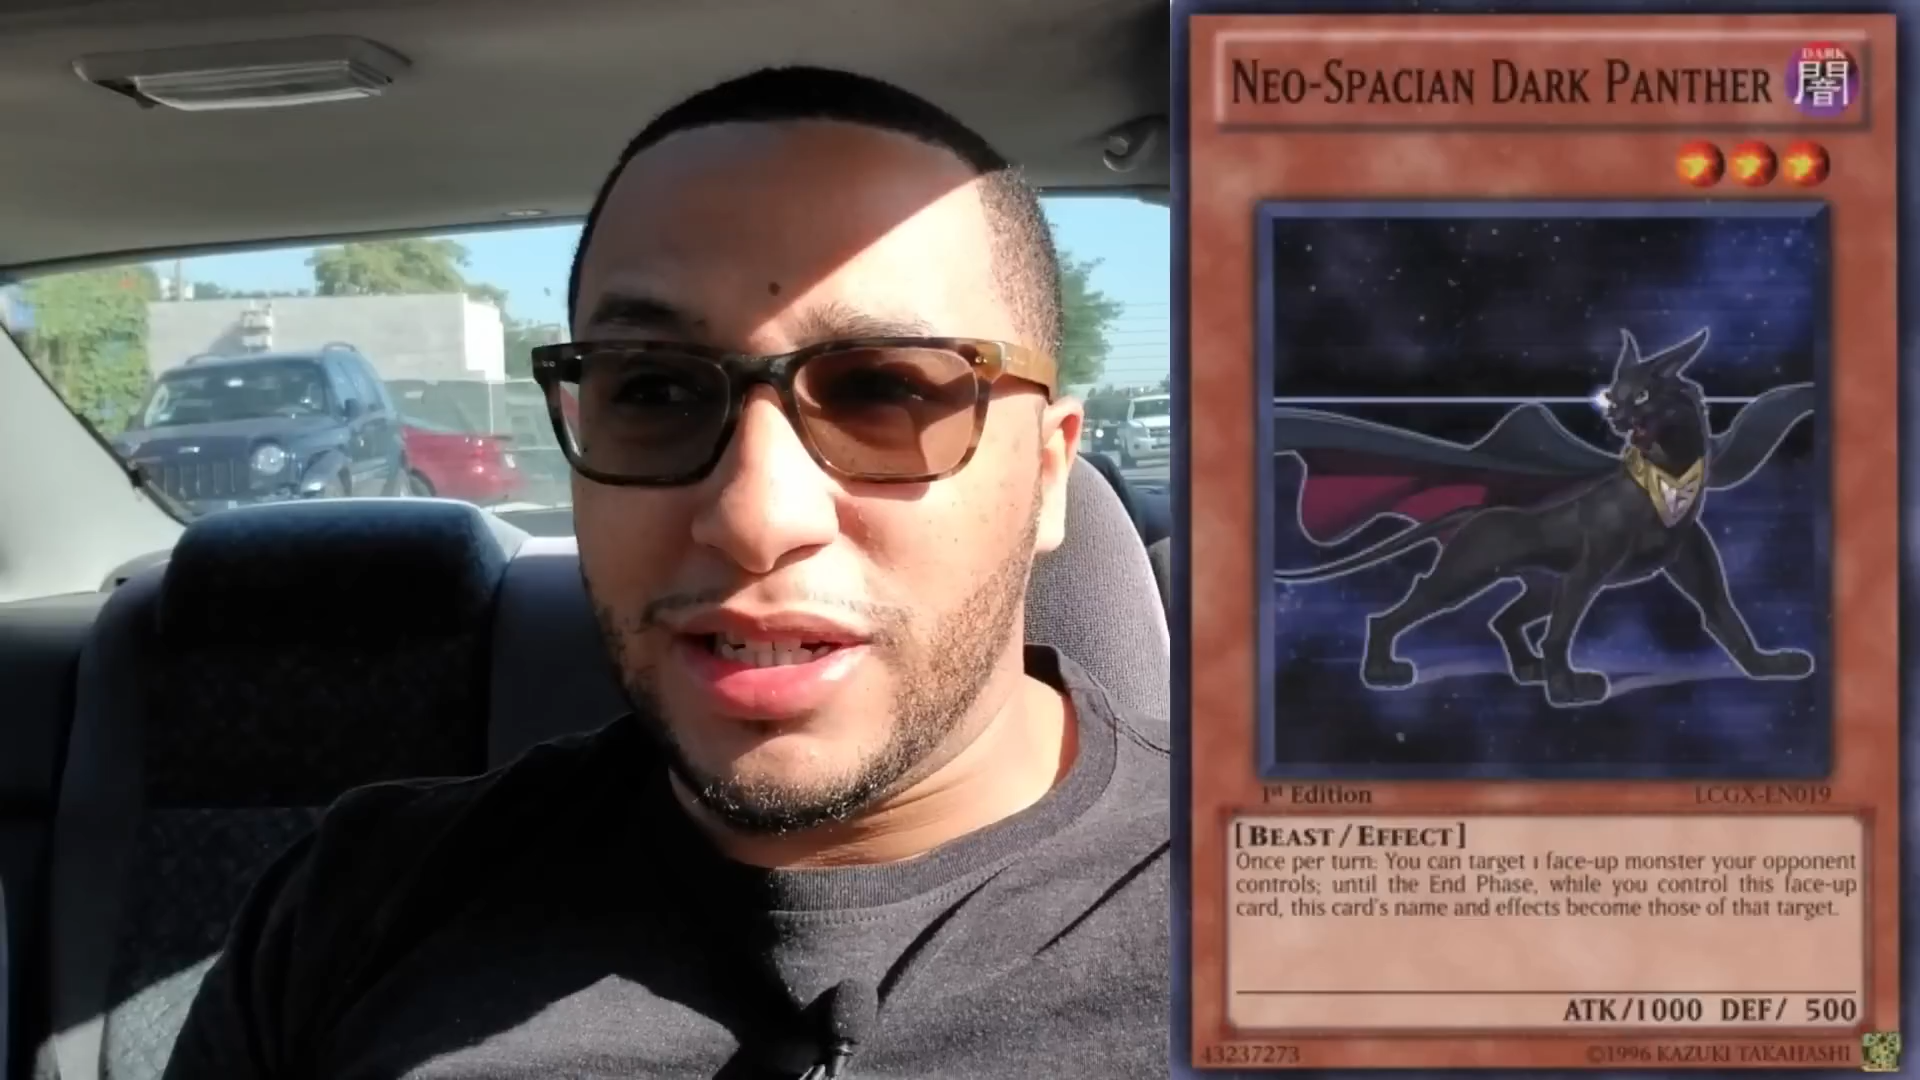 NEO-SPACIAN DARK PANTHER
DARK
闇
1st Edition
LCGX-EN019
[BEAST/EFFECT]
Once per turn: You can target 1 face-up monster your opponent
controls; until the End Phase, while you control this face-up
card, this card's name and effects become those of that target.
ATK/1000 DEF/ 500
43237273
©1996 KAZUKI TAKAHASHI